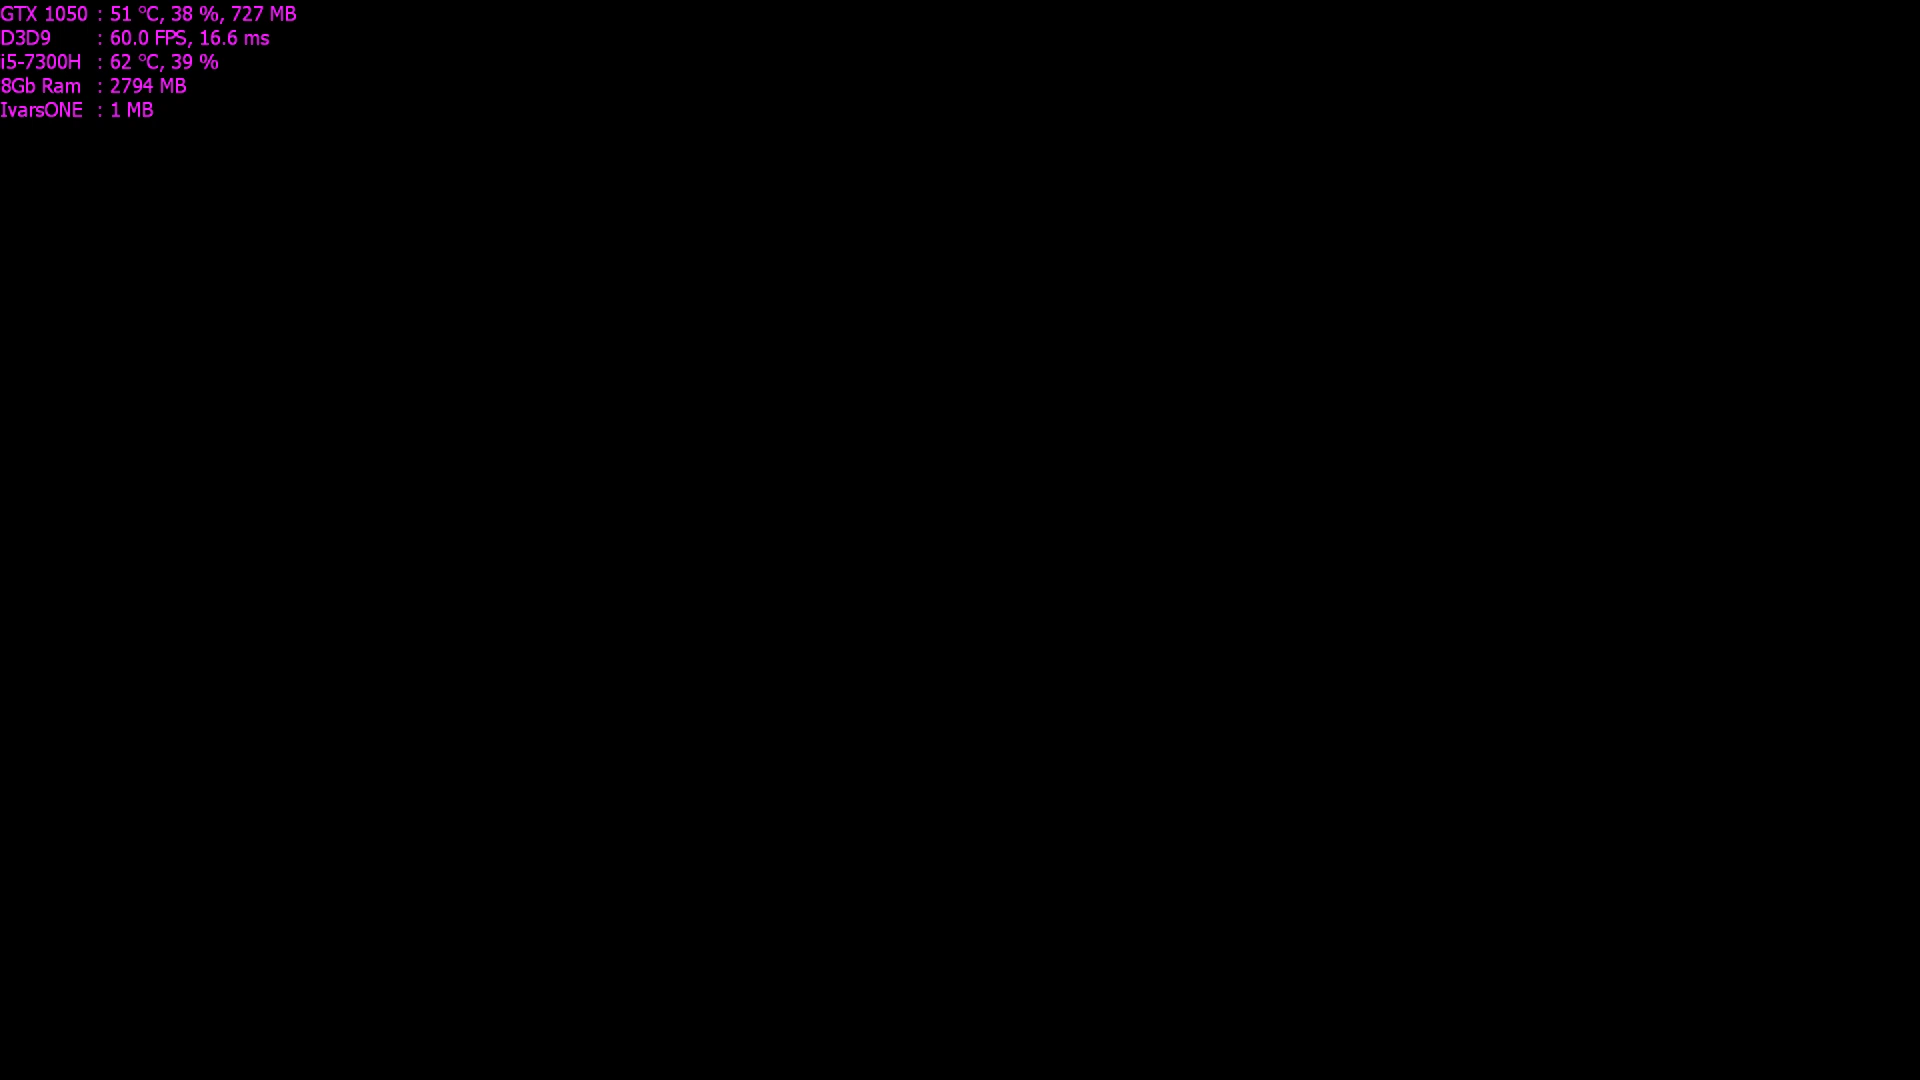 GTX 1050 : 51 °C, 38 %, 727 MB
D3D9 : 60.0 FPS, 16.6 ms
i5-7300H : 62 °C, 39 %
8Gb Ram : 2794 MB
IvarsONE : 1 MB